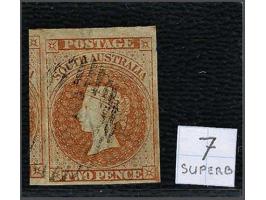 POSTAGE
SOUTH AUSTRALIA
TWO PENCE
7
SUPERB